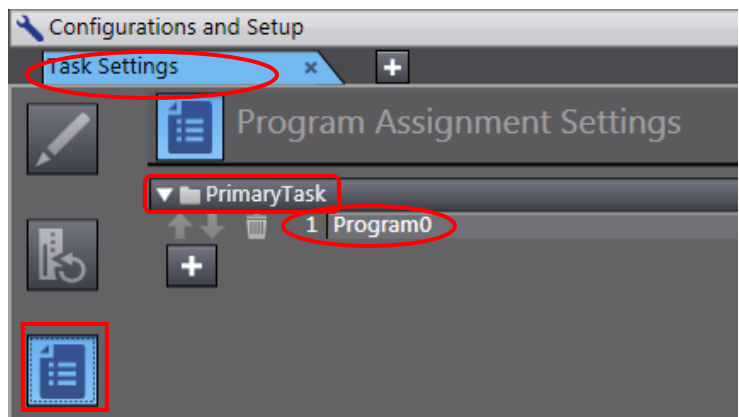 Configurations and Setup
Task Settings
Program Assignment Settings
PrimaryTask
1 Program0